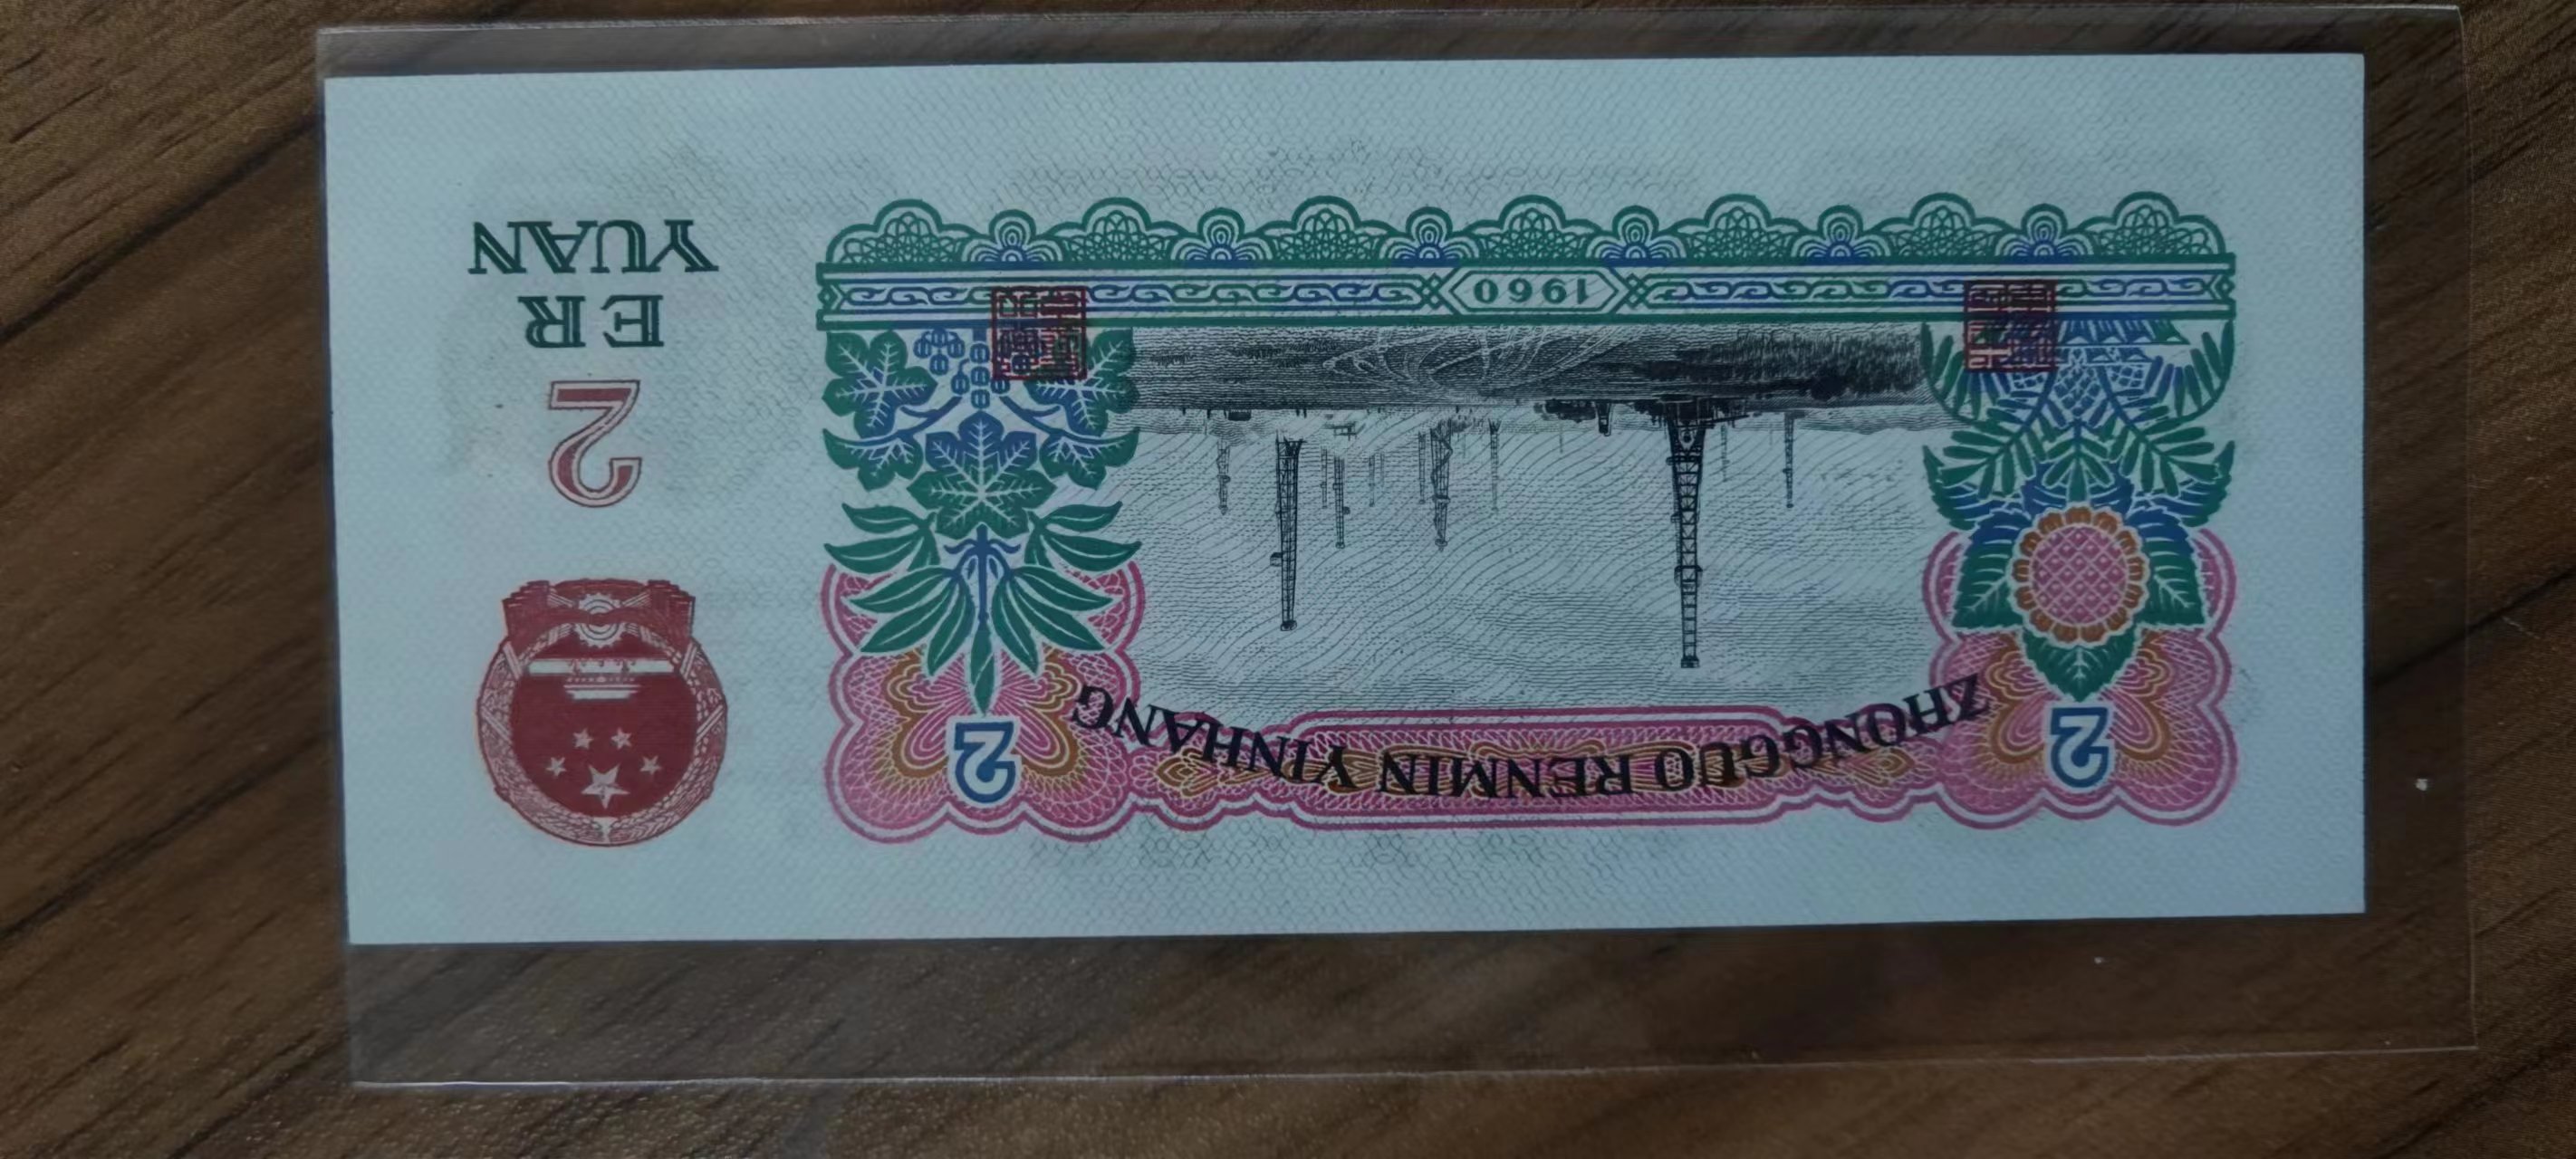 ZHONGGUO RENMIN YINHANG
2
2
1960
2
ER
YUAN